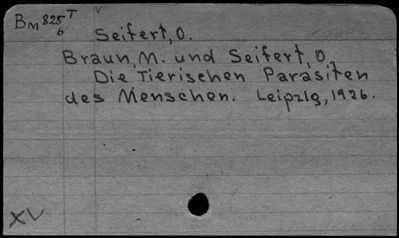 BM 825 T
6
Seifert, O.
Braun, M. und Seifert, O.
Die Tierischen Parasiten
des Menschen. Leipzig, 1926.
XV